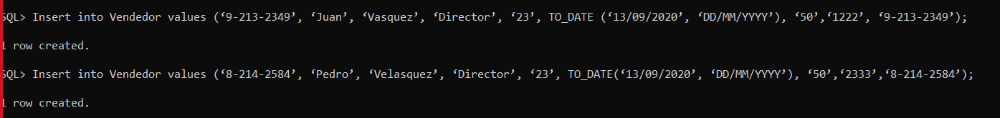 SQL> Insert into Vendedor values (‘9-213-2349’, ‘Juan’, ‘Vasquez’, ‘Director’, ‘23’, TO_DATE (‘13/09/2020’, ‘DD/MM/YYYY’), ‘50’,‘1222’, ‘9-213-2349’);
1 row created.
SQL> Insert into Vendedor values (‘8-214-2584’, ‘Pedro’, ‘Velasquez’, ‘Director’, ‘23’, TO_DATE(‘13/09/2020’, ‘DD/MM/YYYY’), ‘50’,‘2333’,‘8-214-2584’);
1 row created.